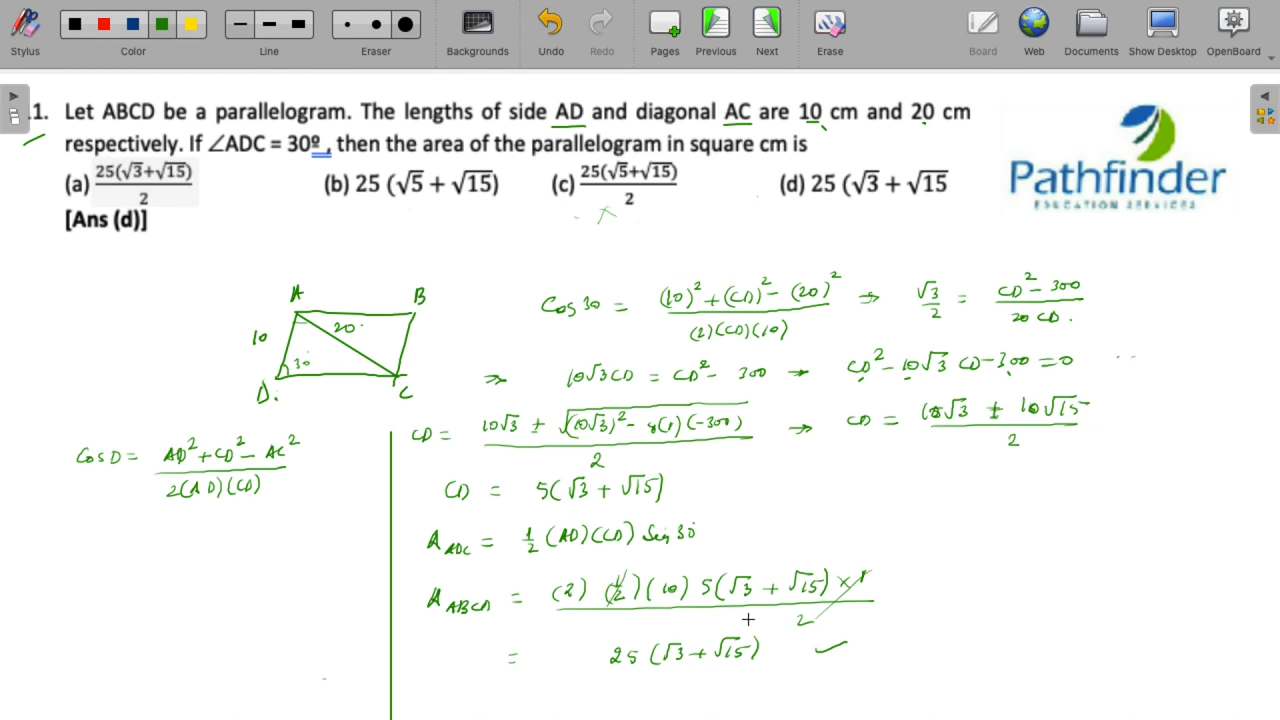 Stylus Color Line Eraser Backgrounds Undo Redo Pages Previous Next Erase Board Web Documents Show Desktop OpenBoard
.1. Let ABCD be a parallelogram. The lengths of side AD and diagonal AC are 10 cm and 20 cm
respectively. If ∠ADC = 30º , then the area of the parallelogram in square cm is
(a) 25(√3+√15)/2 (b) 25 (√5 + √15) (c) 25(√5+√15)/2 (d) 25 (√3 + √15
[Ans (d)]
Pathfinder
EDUCATION SERVICES
A B
10 20
30
D. C
Cos 30 = ((10)² + (CD)² - (20)²)/((2)(CD)(10)) → √3/2 = (CD² - 300)/(20 CD.)
⇒ 10√3 CD = CD² - 300 → CD² - 10√3 CD - 300 = 0
CD = (10√3 ± √((10√3)² - 4(1)(-300)))/2 ⇒ CD = (10√3 ± 10√15)/2
Cos D = (AD² + CD² - AC²)/(2(AD)(CD))
CD = 5(√3 + √15)
A ADC = 1/2 (AD)(CD) Sin 30
A ABCD = (2) (1/2) (10) 5(√3 + √15) × 1/2
= 25 (√3 + √15)